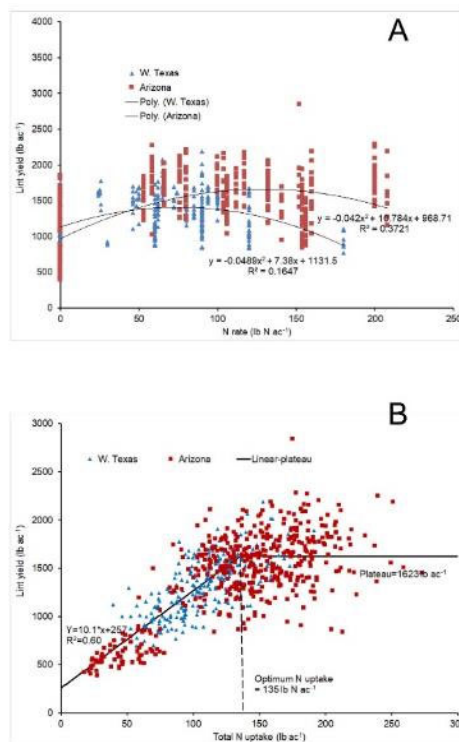 A
4000
3500
3000
2500
2000
1500
1000
500
0
Lint yield (lb ac⁻¹)
W. Texas
Arizona
Poly. (W. Texas)
Poly. (Arizona)
y = -0.042x² + 10.784x + 968.71
R² = 0.3721
y = -0.0489x² + 7.38x + 1131.5
R² = 0.1647
0 50 100 150 200 250
N rate (lb N ac⁻¹)
B
3000
2500
2000
1500
1000
500
0
Lint yield (lb ac⁻¹)
W. Texas Arizona Linear-plateau
Plateau=1623 lb ac⁻¹
Y=10.1*x+257
R²=0.60
Optimum N uptake
= 135 lb N ac⁻¹
0 50 100 150 200 250 300
Total N uptake (lb ac⁻¹)